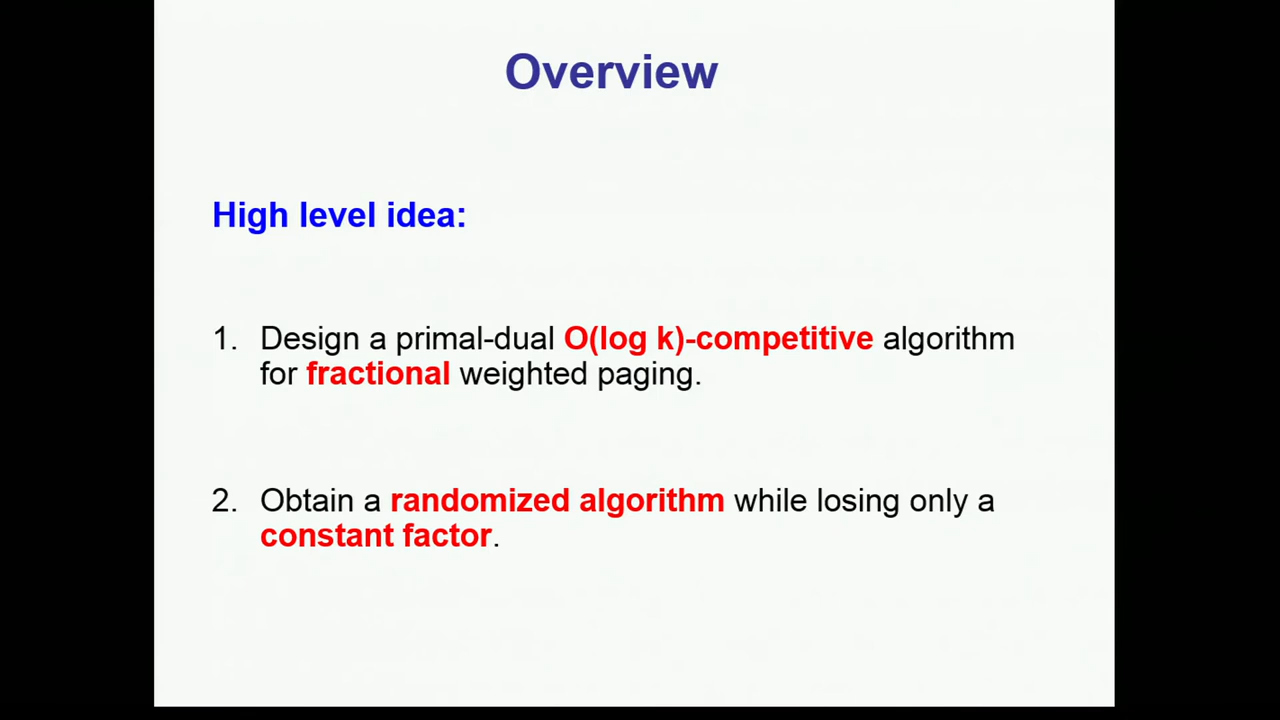 Overview
High level idea:
1. Design a primal-dual O(log k)-competitive algorithm
for fractional weighted paging.
2. Obtain a randomized algorithm while losing only a
constant factor.